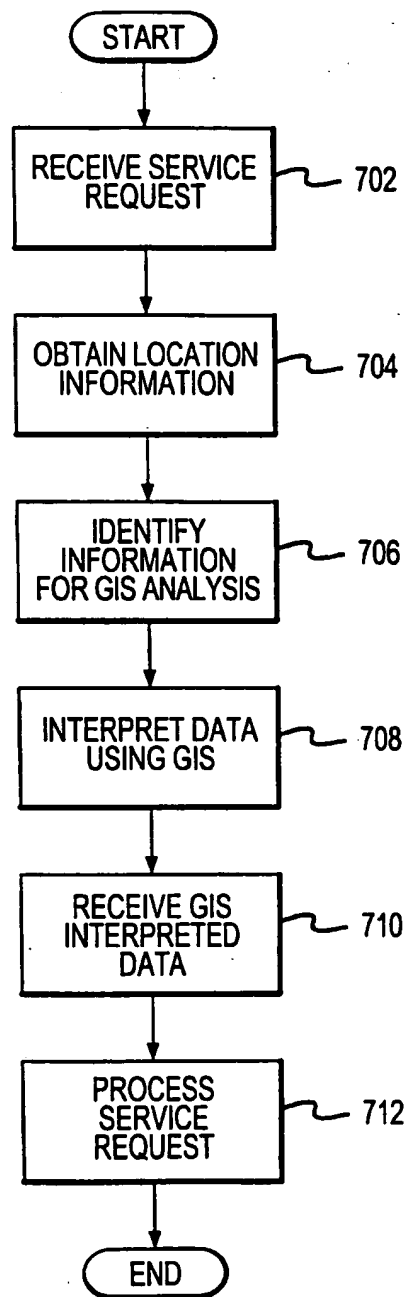 START
RECEIVE SERVICE
REQUEST
702
OBTAIN LOCATION
INFORMATION
704
IDENTIFY
INFORMATION
FOR GIS ANALYSIS
706
INTERPRET DATA
USING GIS
708
RECEIVE GIS
INTERPRETED
DATA
710
PROCESS
SERVICE
REQUEST
712
END